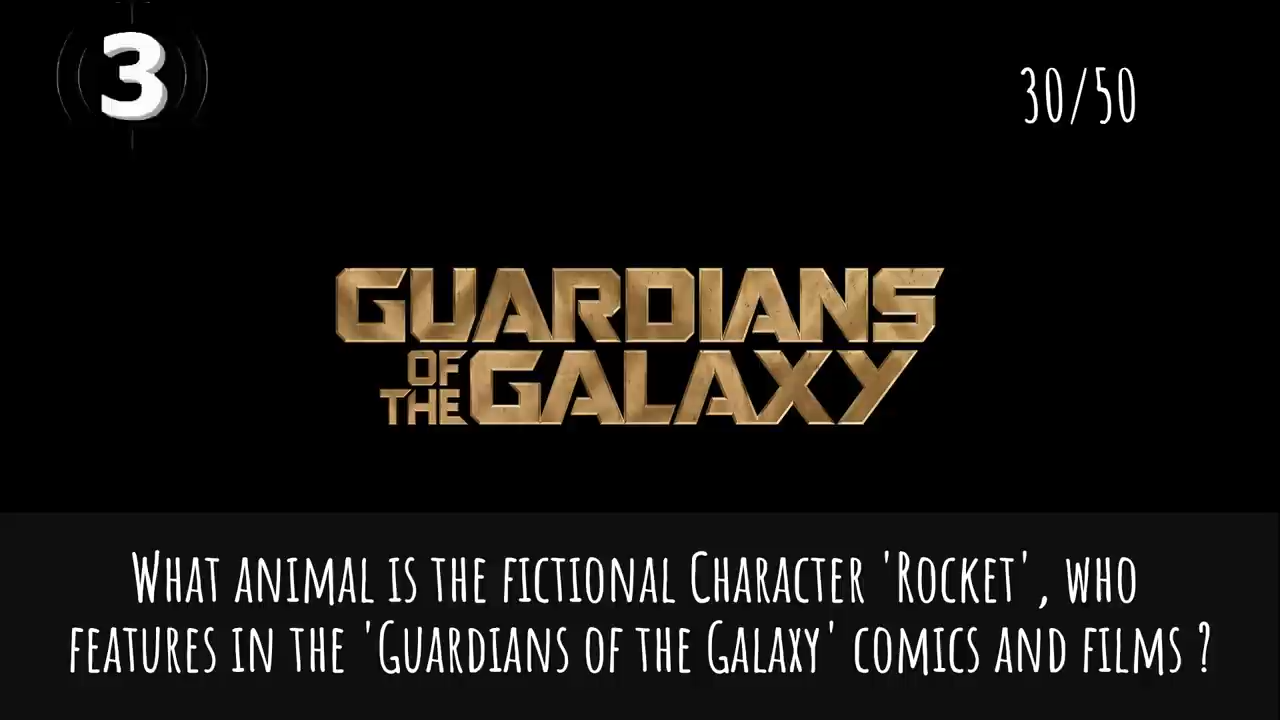 3
30/50
GUARDIANS
OF THE GALAXY
WHAT ANIMAL IS THE FICTIONAL CHARACTER 'ROCKET', WHO
FEATURES IN THE 'GUARDIANS OF THE GALAXY' COMICS AND FILMS ?